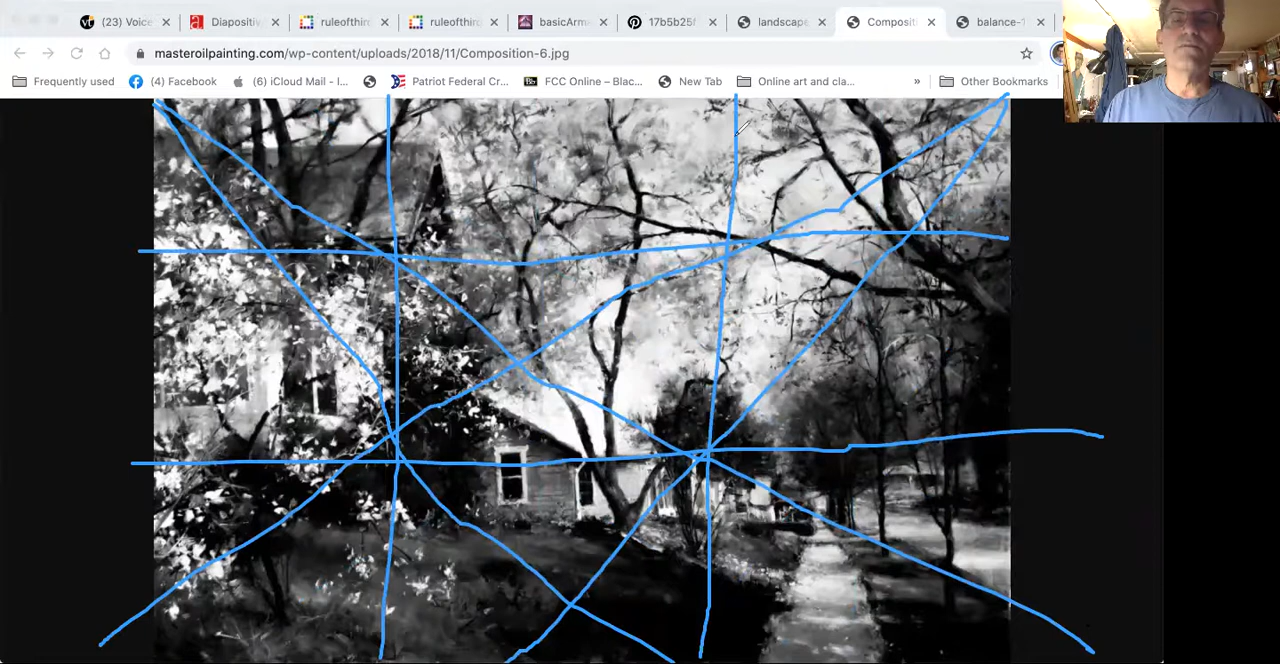 (23) Voice
Diapositiv
ruleofthir
ruleofthird
basicArm
17b5b25f
landscape
Compositi
balance-1
masteroilpainting.com/wp-content/uploads/2018/11/Composition-6.jpg
Frequently used
(4) Facebook
(6) iCloud Mail - I...
Patriot Federal Cr...
FCC Online – Blac...
New Tab
Online art and cla...
»
Other Bookmarks